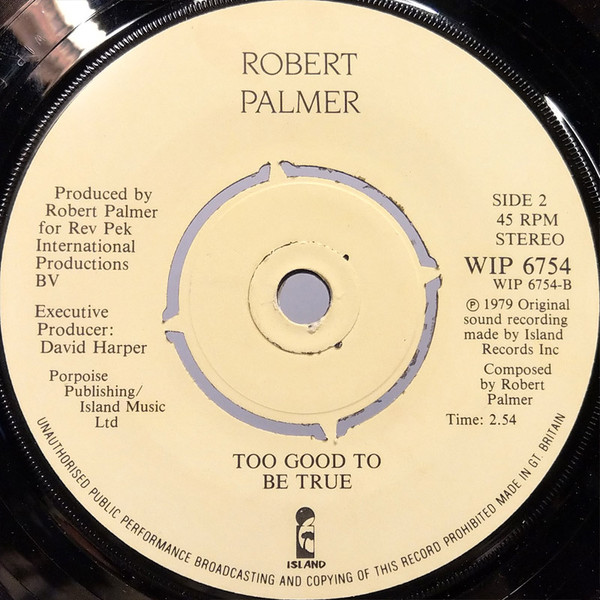 ROBERT
PALMER
Produced by
Robert Palmer
for Rev Pek
International
Productions
BV
Executive
Producer:
David Harper
Porpoise
Publishing/
Island Music
Ltd
SIDE 2
45 RPM
STEREO
WIP 6754
WIP 6754-B
Ⓟ 1979 Original
sound recording
made by Island
Records Inc
Composed
by Robert
Palmer
Time: 2.54
TOO GOOD TO
BE TRUE
ISLAND
UNAUTHORISED PUBLIC PERFORMANCE BROADCASTING AND COPYING OF THIS RECORD PROHIBITED MADE IN GT. BRITAIN